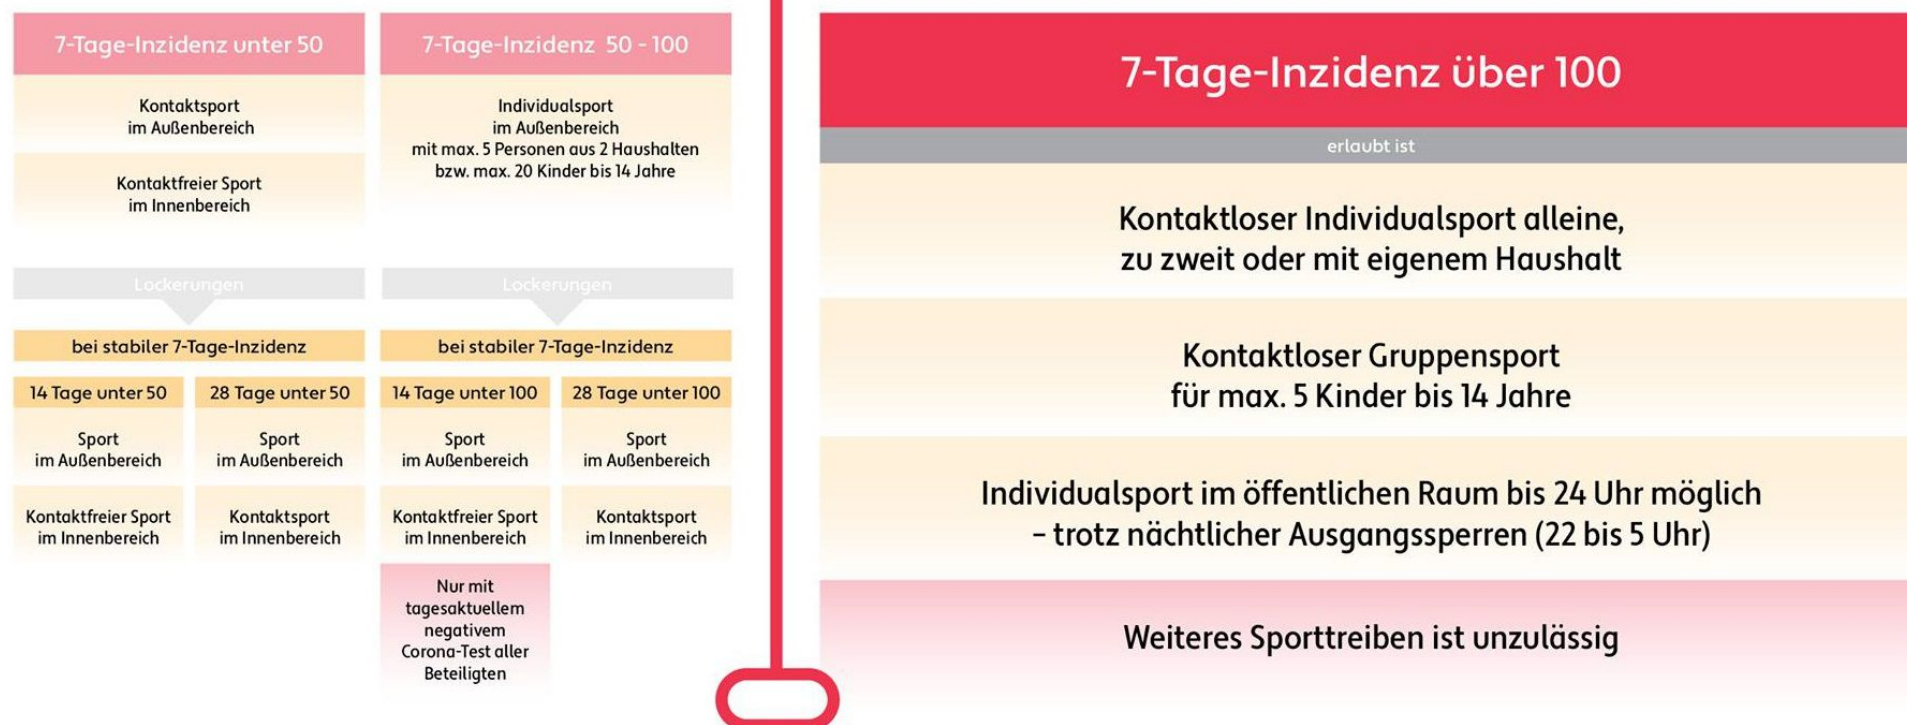 7-Tage-Inzidenz unter 50
Kontaktsport
im Außenbereich
Kontaktfreier Sport
im Innenbereich
Lockerungen
bei stabiler 7-Tage-Inzidenz
14 Tage unter 50
Sport
im Außenbereich
Kontaktfreier Sport
im Innenbereich
28 Tage unter 50
Sport
im Außenbereich
Kontaktsport
im Innenbereich
7-Tage-Inzidenz 50 - 100
Individualsport
im Außenbereich
mit max. 5 Personen aus 2 Haushalten
bzw. max. 20 Kinder bis 14 Jahre
Lockerungen
bei stabiler 7-Tage-Inzidenz
14 Tage unter 100
Sport
im Außenbereich
Kontaktfreier Sport
im Innenbereich
Nur mit
tagesaktuellem
negativem
Corona-Test aller
Beteiligten
28 Tage unter 100
Sport
im Außenbereich
Kontaktsport
im Innenbereich
7-Tage-Inzidenz über 100
erlaubt ist
Kontaktloser Individualsport alleine,
zu zweit oder mit eigenem Haushalt
Kontaktloser Gruppensport
für max. 5 Kinder bis 14 Jahre
Individualsport im öffentlichen Raum bis 24 Uhr möglich
– trotz nächtlicher Ausgangssperren (22 bis 5 Uhr)
Weiteres Sporttreiben ist unzulässig